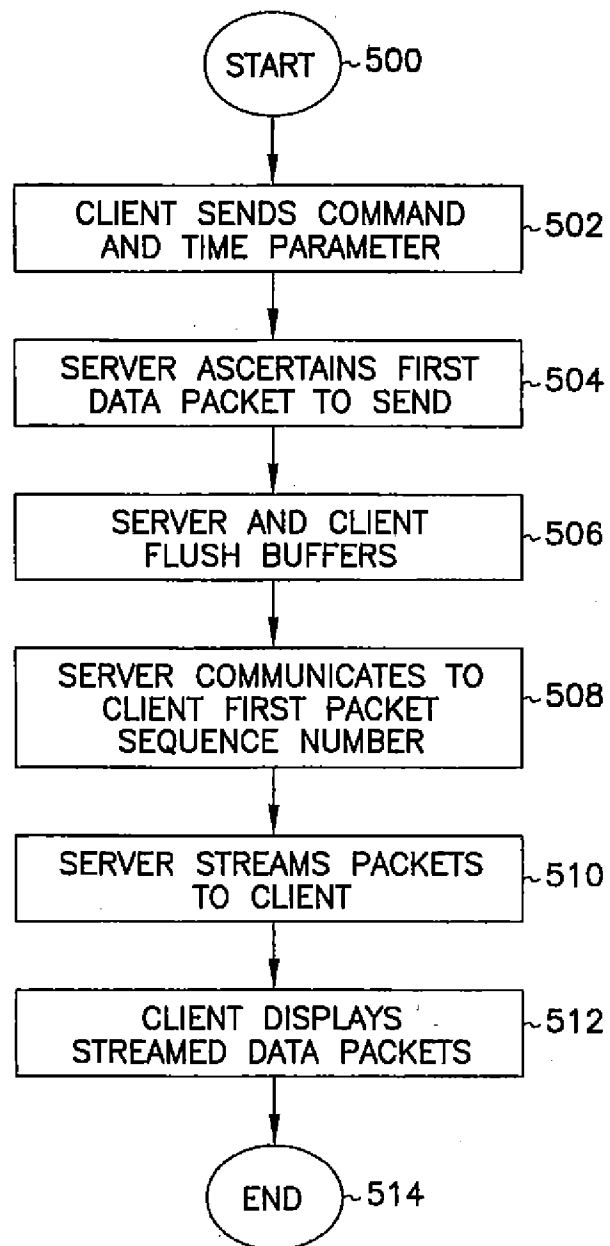 START
500
CLIENT SENDS COMMAND
AND TIME PARAMETER
502
SERVER ASCERTAINS FIRST
DATA PACKET TO SEND
504
SERVER AND CLIENT
FLUSH BUFFERS
506
SERVER COMMUNICATES TO
CLIENT FIRST PACKET
SEQUENCE NUMBER
508
SERVER STREAMS PACKETS
TO CLIENT
510
CLIENT DISPLAYS
STREAMED DATA PACKETS
512
END
514